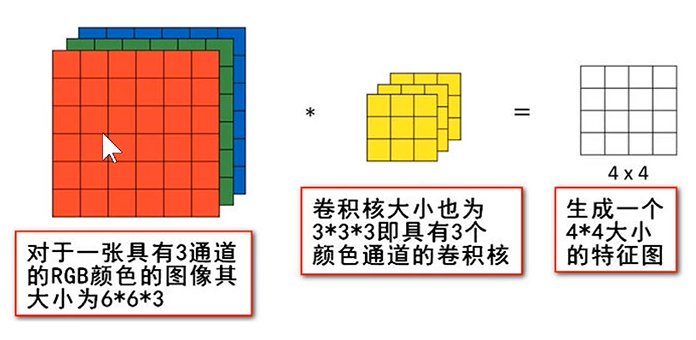 *
=
4 x 4
对于一张具有3通道
的RGB颜色的图像其
大小为6*6*3
卷积核大小也为
3*3*3即具有3个
颜色通道的卷积核
生成一个
4*4大小
的特征图